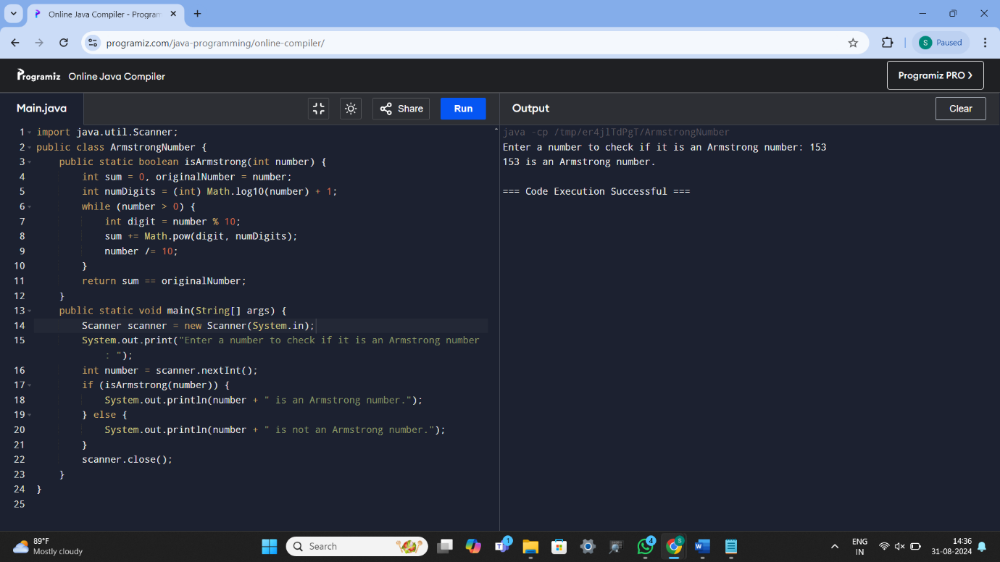 Online Java Compiler - Program
programiz.com/java-programming/online-compiler/
S Paused
Programiz Online Java Compiler
Programiz PRO
Main.java
Share
Run
Output
Clear
1 import java.util.Scanner;
2 public class ArmstrongNumber {
3     public static boolean isArmstrong(int number) {
4         int sum = 0, originalNumber = number;
5         int numDigits = (int) Math.log10(number) + 1;
6         while (number > 0) {
7             int digit = number % 10;
8             sum += Math.pow(digit, numDigits);
9             number /= 10;
10         }
11         return sum == originalNumber;
12     }
13     public static void main(String[] args) {
14         Scanner scanner = new Scanner(System.in);
15         System.out.print("Enter a number to check if it is an Armstrong number
: ");
16         int number = scanner.nextInt();
17         if (isArmstrong(number)) {
18             System.out.println(number + " is an Armstrong number.");
19         } else {
20             System.out.println(number + " is not an Armstrong number.");
21         }
22         scanner.close();
23     }
24 }
25
java -cp /tmp/er4jlTdPgT/ArmstrongNumber
Enter a number to check if it is an Armstrong number: 153
153 is an Armstrong number.
=== Code Execution Successful ===
89°F
Mostly cloudy
Search
1
4
S
ENG
IN
14:36
31-08-2024